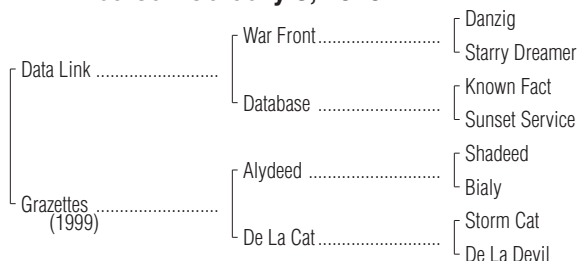 Danzig
War Front
Starry Dreamer
Data Link
Known Fact
Database
Sunset Service
Shadeed
Alydeed
Bialy
Grazettes
(1999)
Storm Cat
De La Cat
De La Devil